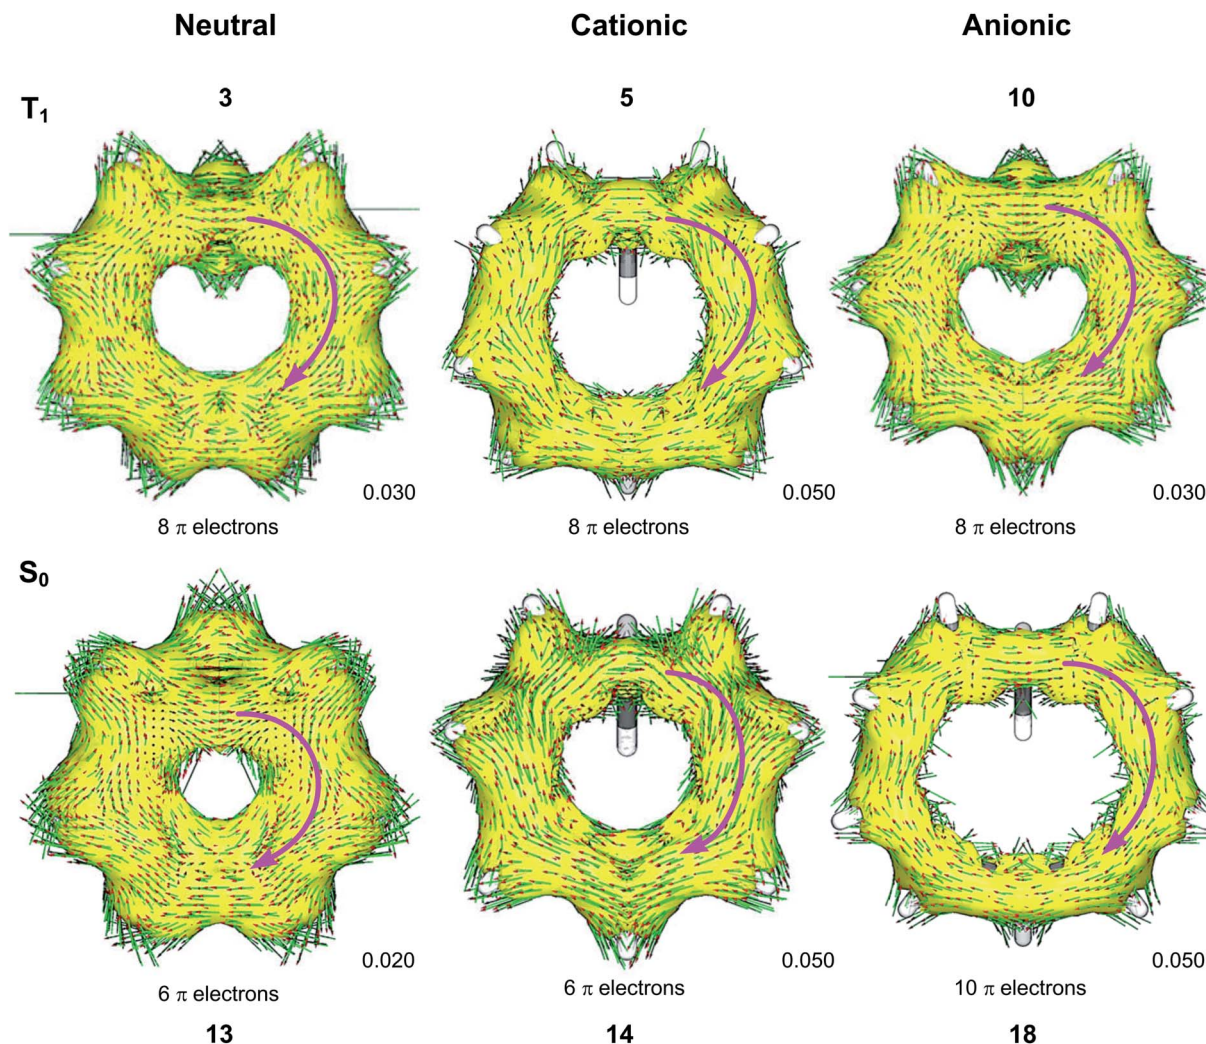 Neutral Cationic Anionic
T1 3 5 10
0.030 0.050 0.030
8 π electrons 8 π electrons 8 π electrons
S0
0.020 0.050 0.050
6 π electrons 6 π electrons 10 π electrons
13 14 18